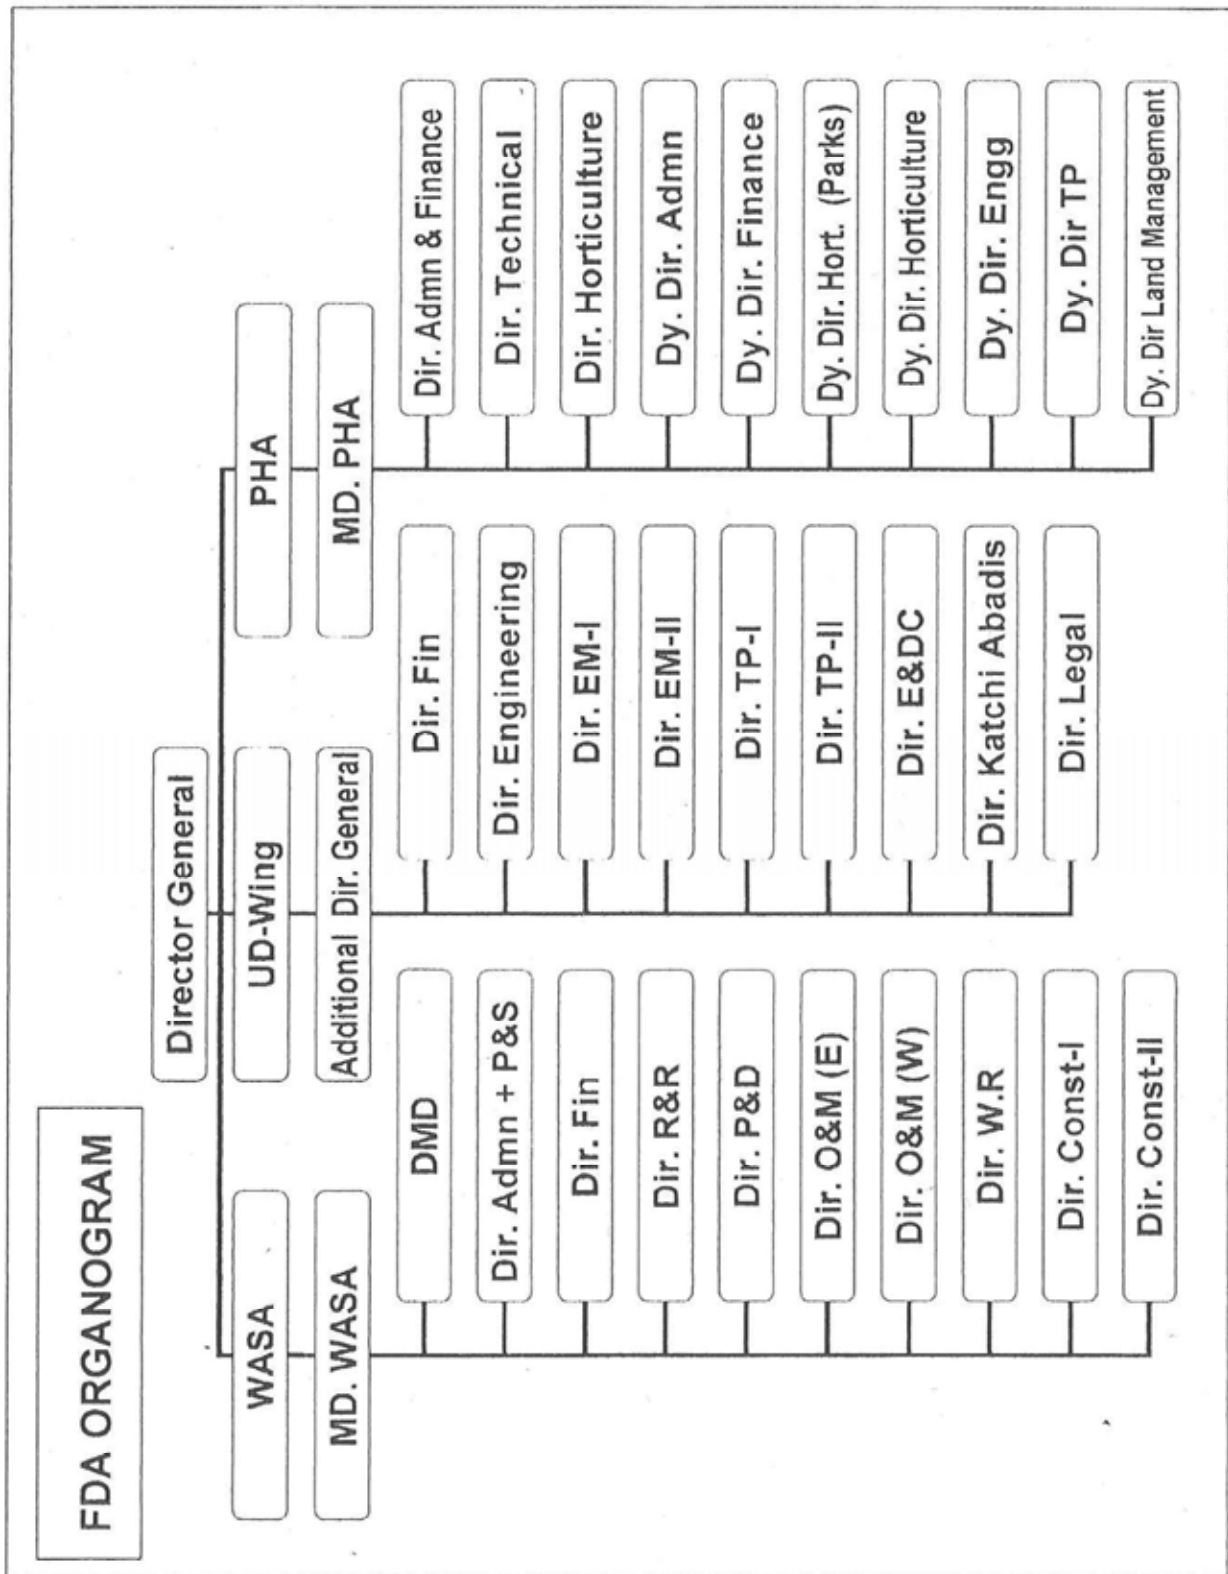 FDA ORGANOGRAM
Director General
WASA
UD-Wing
PHA
MD. WASA
Additional Dir. General
MD. PHA
DMD
Dir. Admn + P&S
Dir. Fin
Dir. R&R
Dir. P&D
Dir. O&M (E)
Dir. O&M (W)
Dir. W.R
Dir. Const-I
Dir. Const-II
Dir. Fin
Dir. Engineering
Dir. EM-I
Dir. EM-II
Dir. TP-I
Dir. TP-II
Dir. E&DC
Dir. Katchi Abadis
Dir. Legal
Dir. Admn & Finance
Dir. Technical
Dir. Horticulture
Dy. Dir. Admn
Dy. Dir. Finance
Dy. Dir. Hort. (Parks)
Dy. Dir. Horticulture
Dy. Dir. Engg
Dy. Dir TP
Dy. Dir Land Management